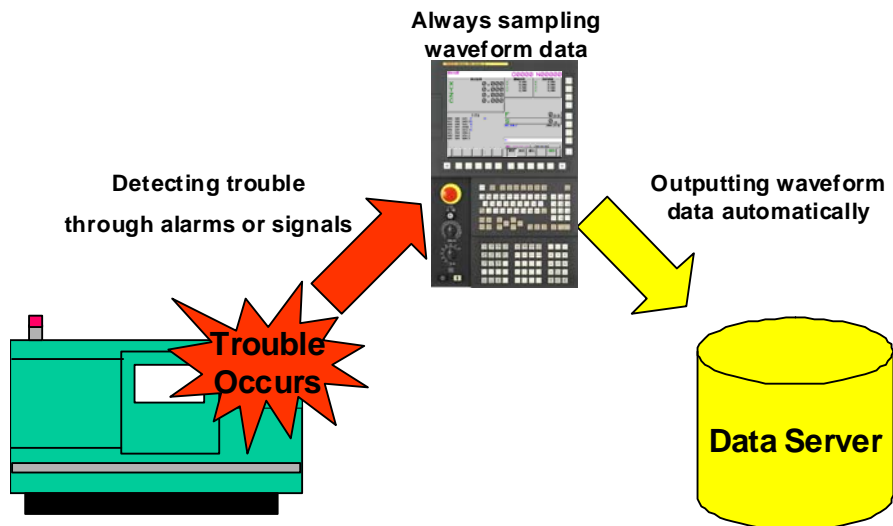 Always sampling
waveform data
Detecting trouble
through alarms or signals
Outputting waveform
data automatically
Trouble
Occurs
Data Server